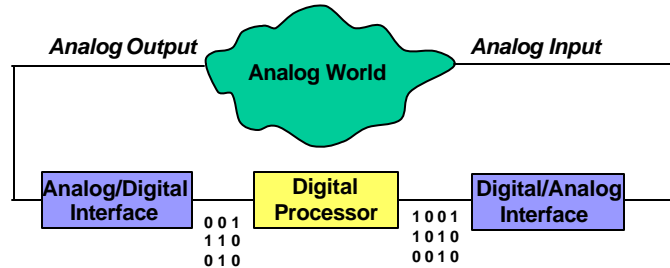 Analog Output
Analog Input
Analog World
Analog/Digital
Interface
Digital
Processor
Digital/Analog
Interface
0 0 1
1 1 0
0 1 0
1 0 0 1
1 0 1 0
0 0 1 0